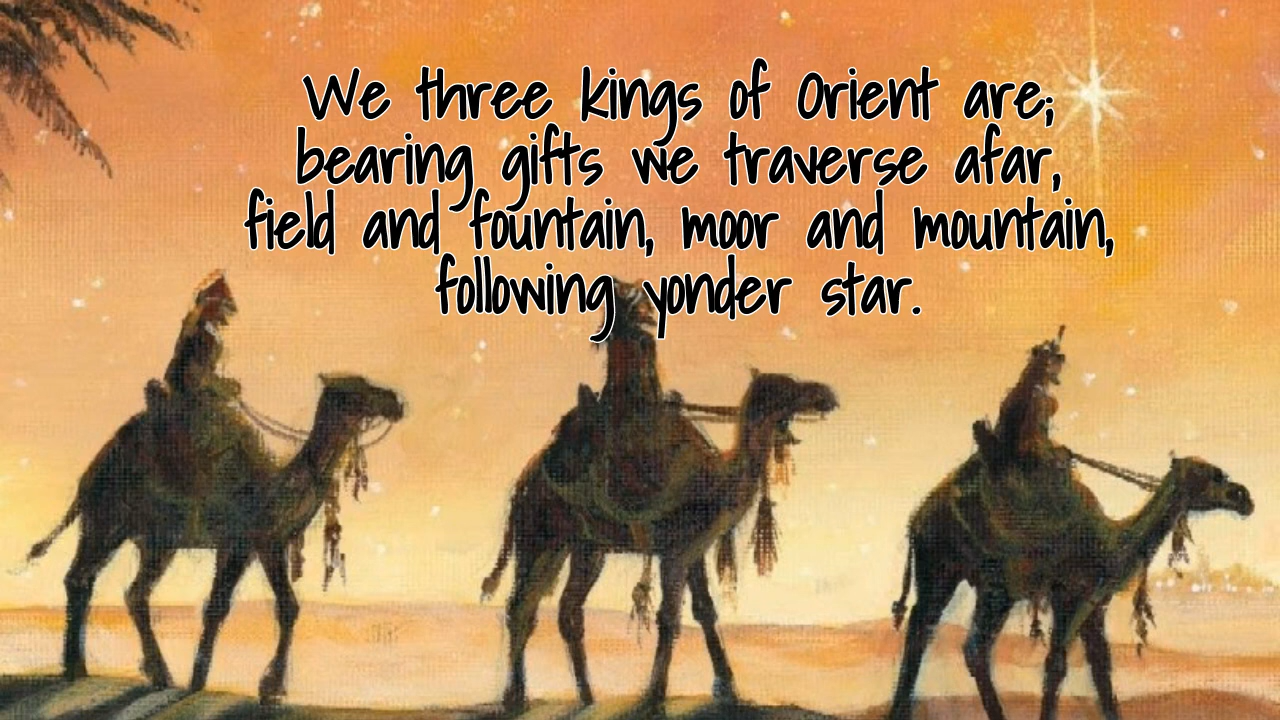 We three kings of Orient are;
bearing gifts we traverse afar,
field and fountain, moor and mountain,
following yonder star.